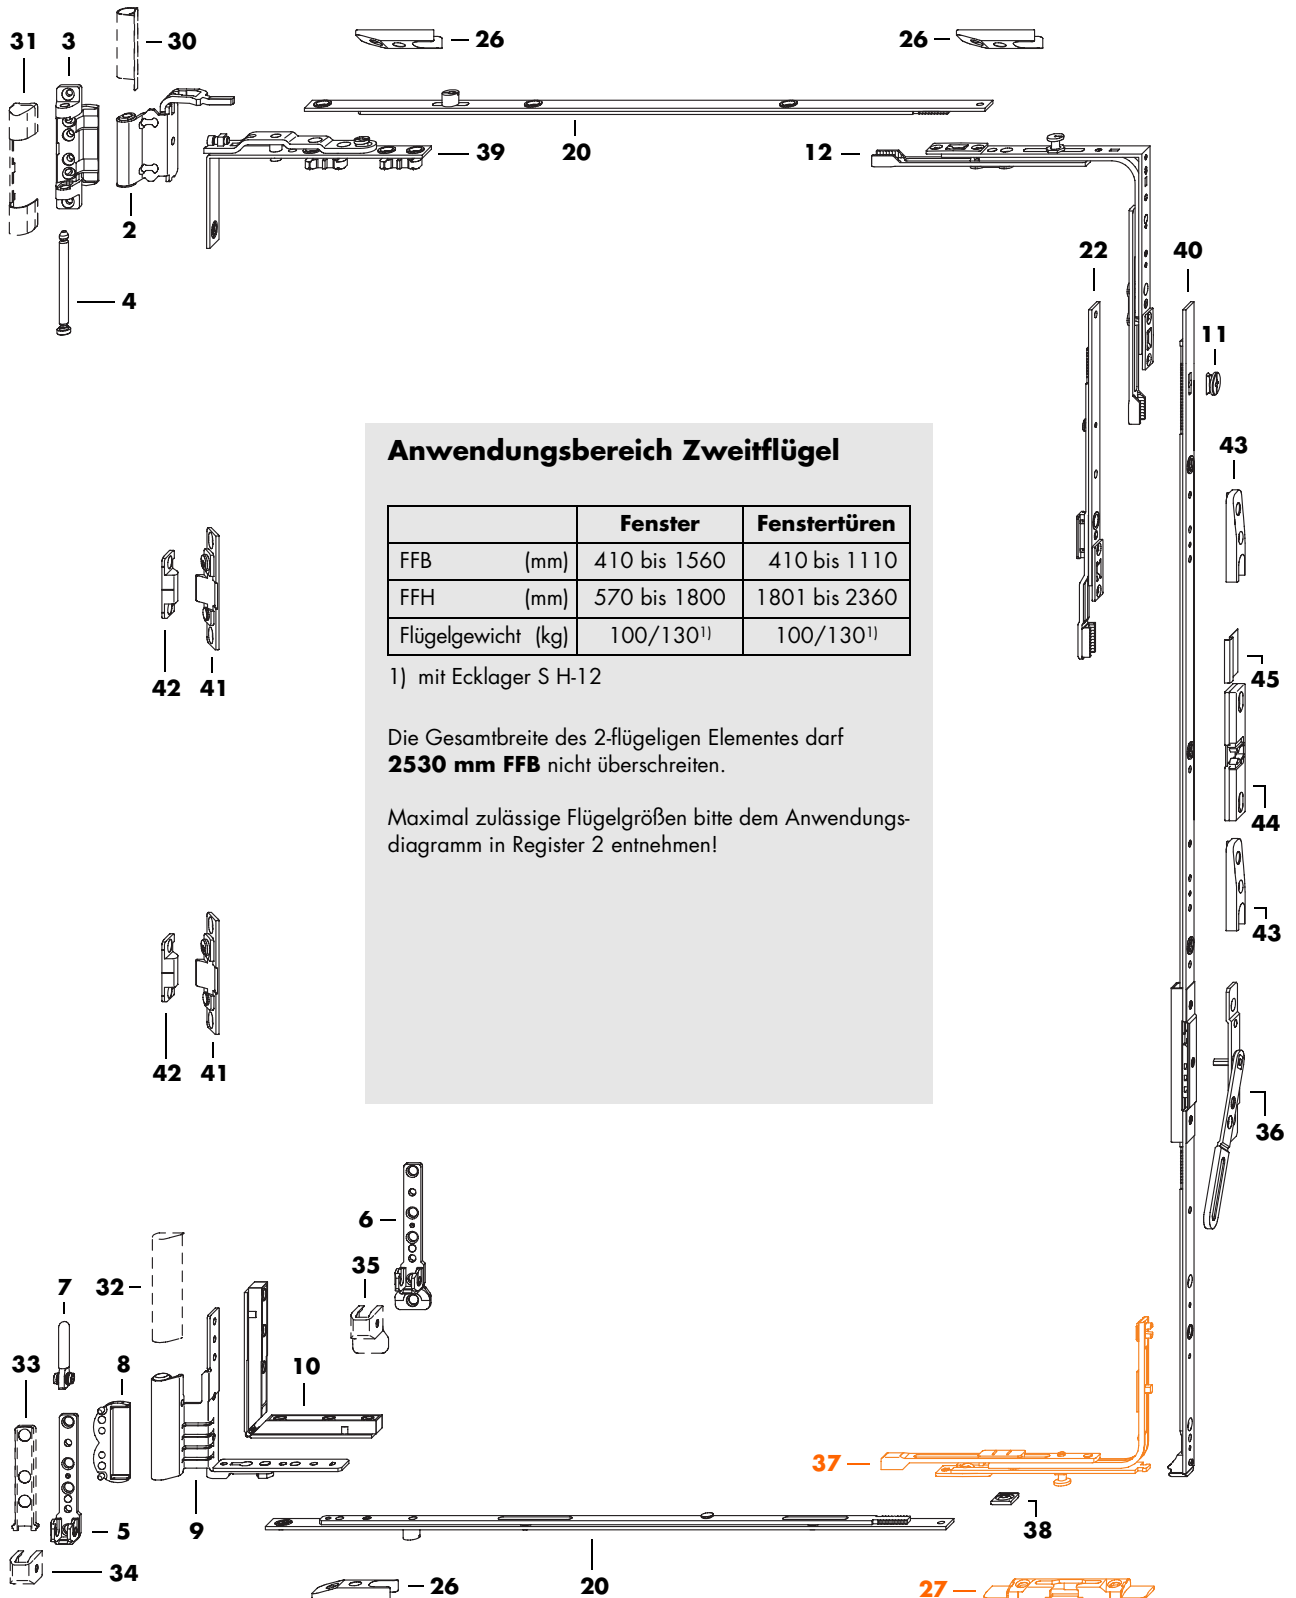 31 3 30 26 26
39 20 12
2
22 40
4
11
Anwendungsbereich Zweitflügel
43
Fenster Fenstertüren
FFB (mm) 410 bis 1560 410 bis 1110
FFH (mm) 570 bis 1800 1801 bis 2360
Flügelgewicht (kg) 100/130¹⁾ 100/130¹⁾
1) mit Ecklager S H-12
42 41 45
Die Gesamtbreite des 2-flügeligen Elementes darf
2530 mm FFB nicht überschreiten.
Maximal zulässige Flügelgrößen bitte dem Anwendungs-
diagramm in Register 2 entnehmen!
44
43
42 41
36
6
35
7 32
33 8 10
37
5 9 38
34 26 20 27